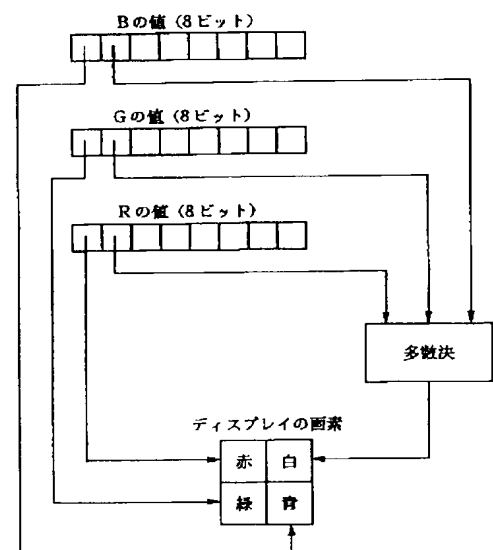 Bの値(8ビット)
Gの値(8ビット)
Rの値(8ビット)
多数決
ディスプレイの画素
赤 白
緑 青